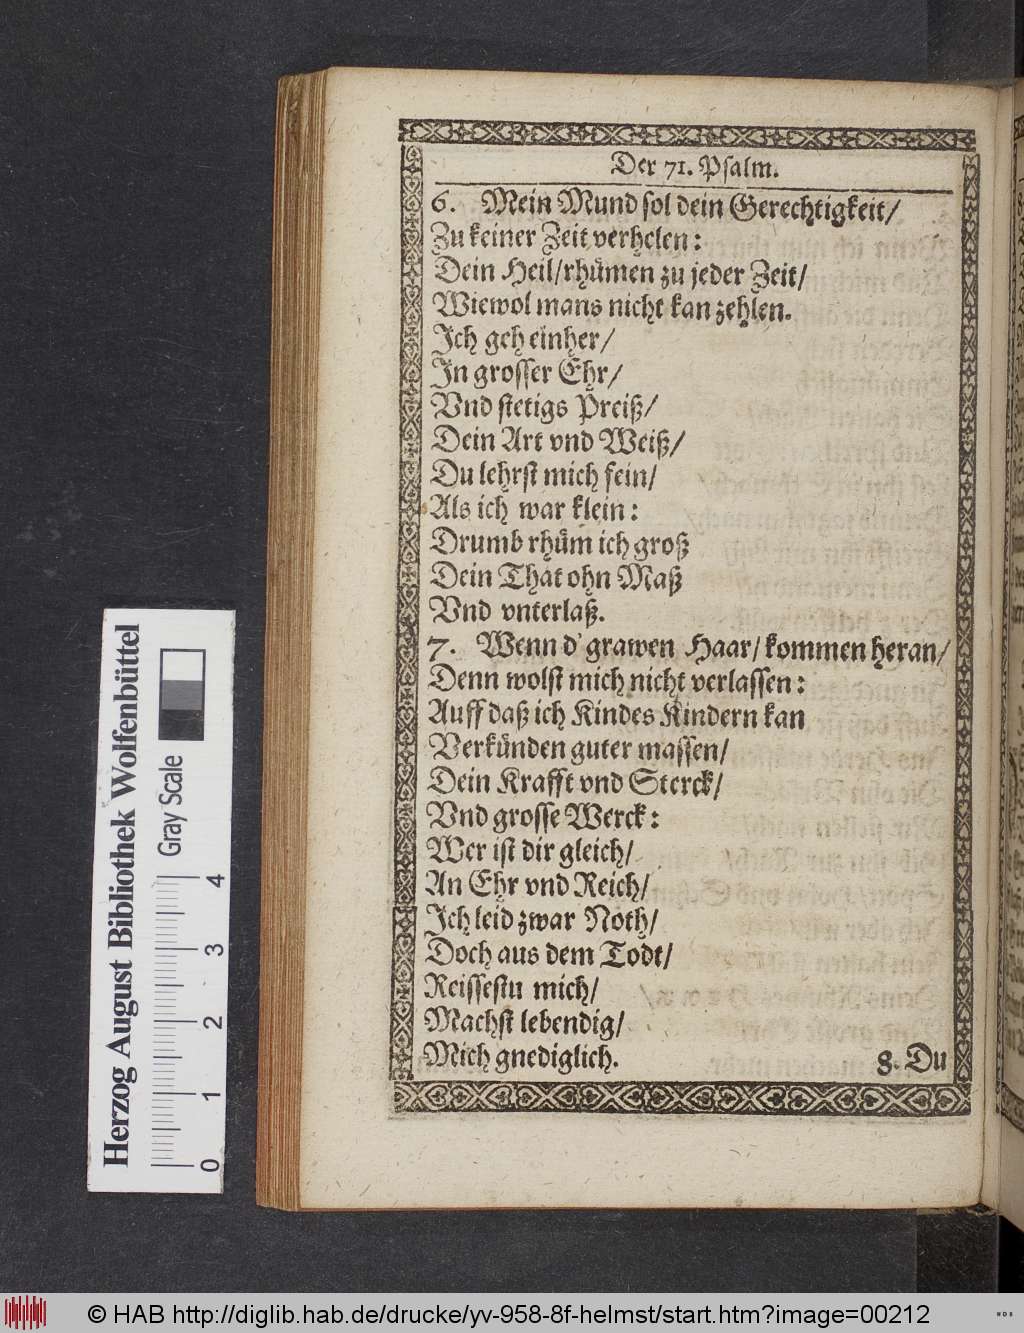 Der 71. Psalm.
6. Mein Mund sol dein Gerechtigkeit/
Zu keiner Zeit verhelen:
Dein Heil/rhümen zu jeder Zeit/
Wiewol mans nicht kan zehlen.
Ich geh einher/
In grosser Ehr/
Vnd stetigs Preiß/
Dein Art vnd Weiß/
Du lehrst mich fein/
Als ich war klein:
Drumb rhüm ich groß
Dein That ohn Maß
Vnd vnterlaß.
7. Wenn d' grawen Haar/ kommen heran/
Denn wolst mich nicht verlassen:
Auff daß ich Kindes Kindern kan
Verkünden guter massen/
Dein Krafft vnd Sterck/
Vnd grosse Werck:
Wer ist dir gleich/
An Ehr vnd Reich/
Ich leid zwar Noth/
Doch aus dem Todt/
Reissestu mich/
Machst lebendig/
Mich gnediglich.
8. Du
Herzog August Bibliothek Wolfenbüttel
Gray Scale
0 1 2 3 4
© HAB http://diglib.hab.de/drucke/yv-958-8f-helmst/start.htm?image=00212